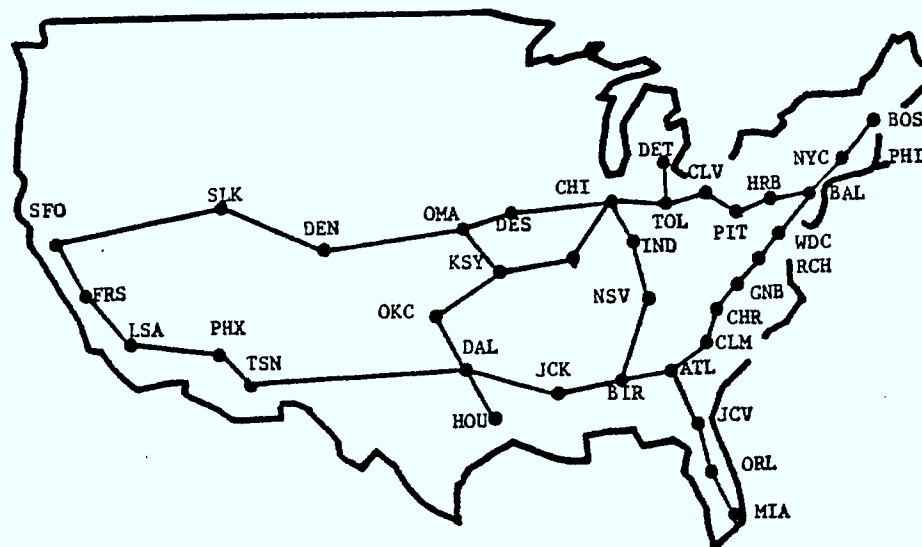 BOS
DET
NYC
PHI
CLV
CHI
HRB
SLK
BAL
SFO
OMA
DES
TOL
PIT
DEN
WDC
IND
KSY
RCH
FRS
NSV
GNB
OKC
CHR
LSA
PHX
DAL
CLM
TSN
JCK
ATL
BIR
HOU
JCV
ORL
MIA